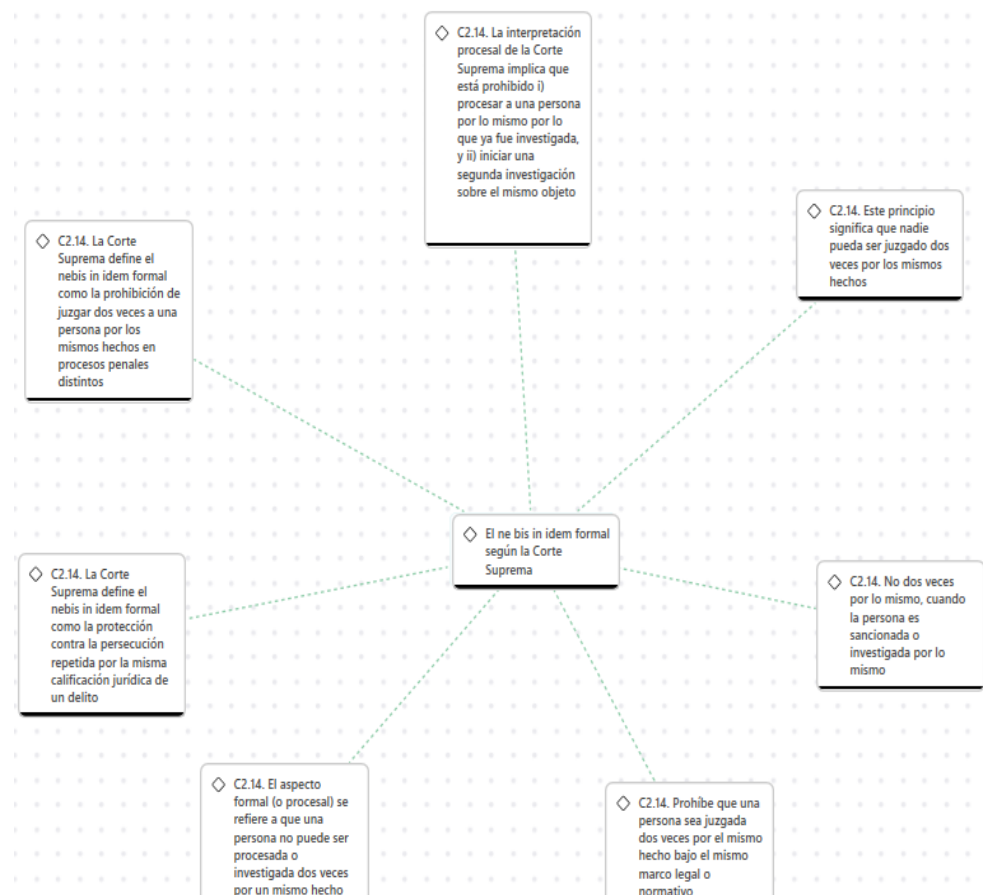 C2.14. La interpretación
procesal de la Corte
Suprema implica que
está prohibido i)
procesar a una persona
por lo mismo por lo
que ya fue investigada,
y ii) iniciar una
segunda investigación
sobre el mismo objeto
C2.14. Este principio
significa que nadie
pueda ser juzgado dos
veces por los mismos
hechos
C2.14. La Corte
Suprema define el
nebis in idem formal
como la prohibición de
juzgar dos veces a una
persona por los
mismos hechos en
procesos penales
distintos
El ne bis in idem formal
según la Corte
Suprema
C2.14. La Corte
Suprema define el
nebis in idem formal
como la protección
contra la persecución
repetida por la misma
calificación jurídica de
un delito
C2.14. No dos veces
por lo mismo, cuando
la persona es
sancionada o
investigada por lo
mismo
C2.14. El aspecto
formal (o procesal) se
refiere a que una
persona no puede ser
procesada o
investigada dos veces
por un mismo hecho
C2.14. Prohíbe que una
persona sea juzgada
dos veces por el mismo
hecho bajo el mismo
marco legal o
normativo